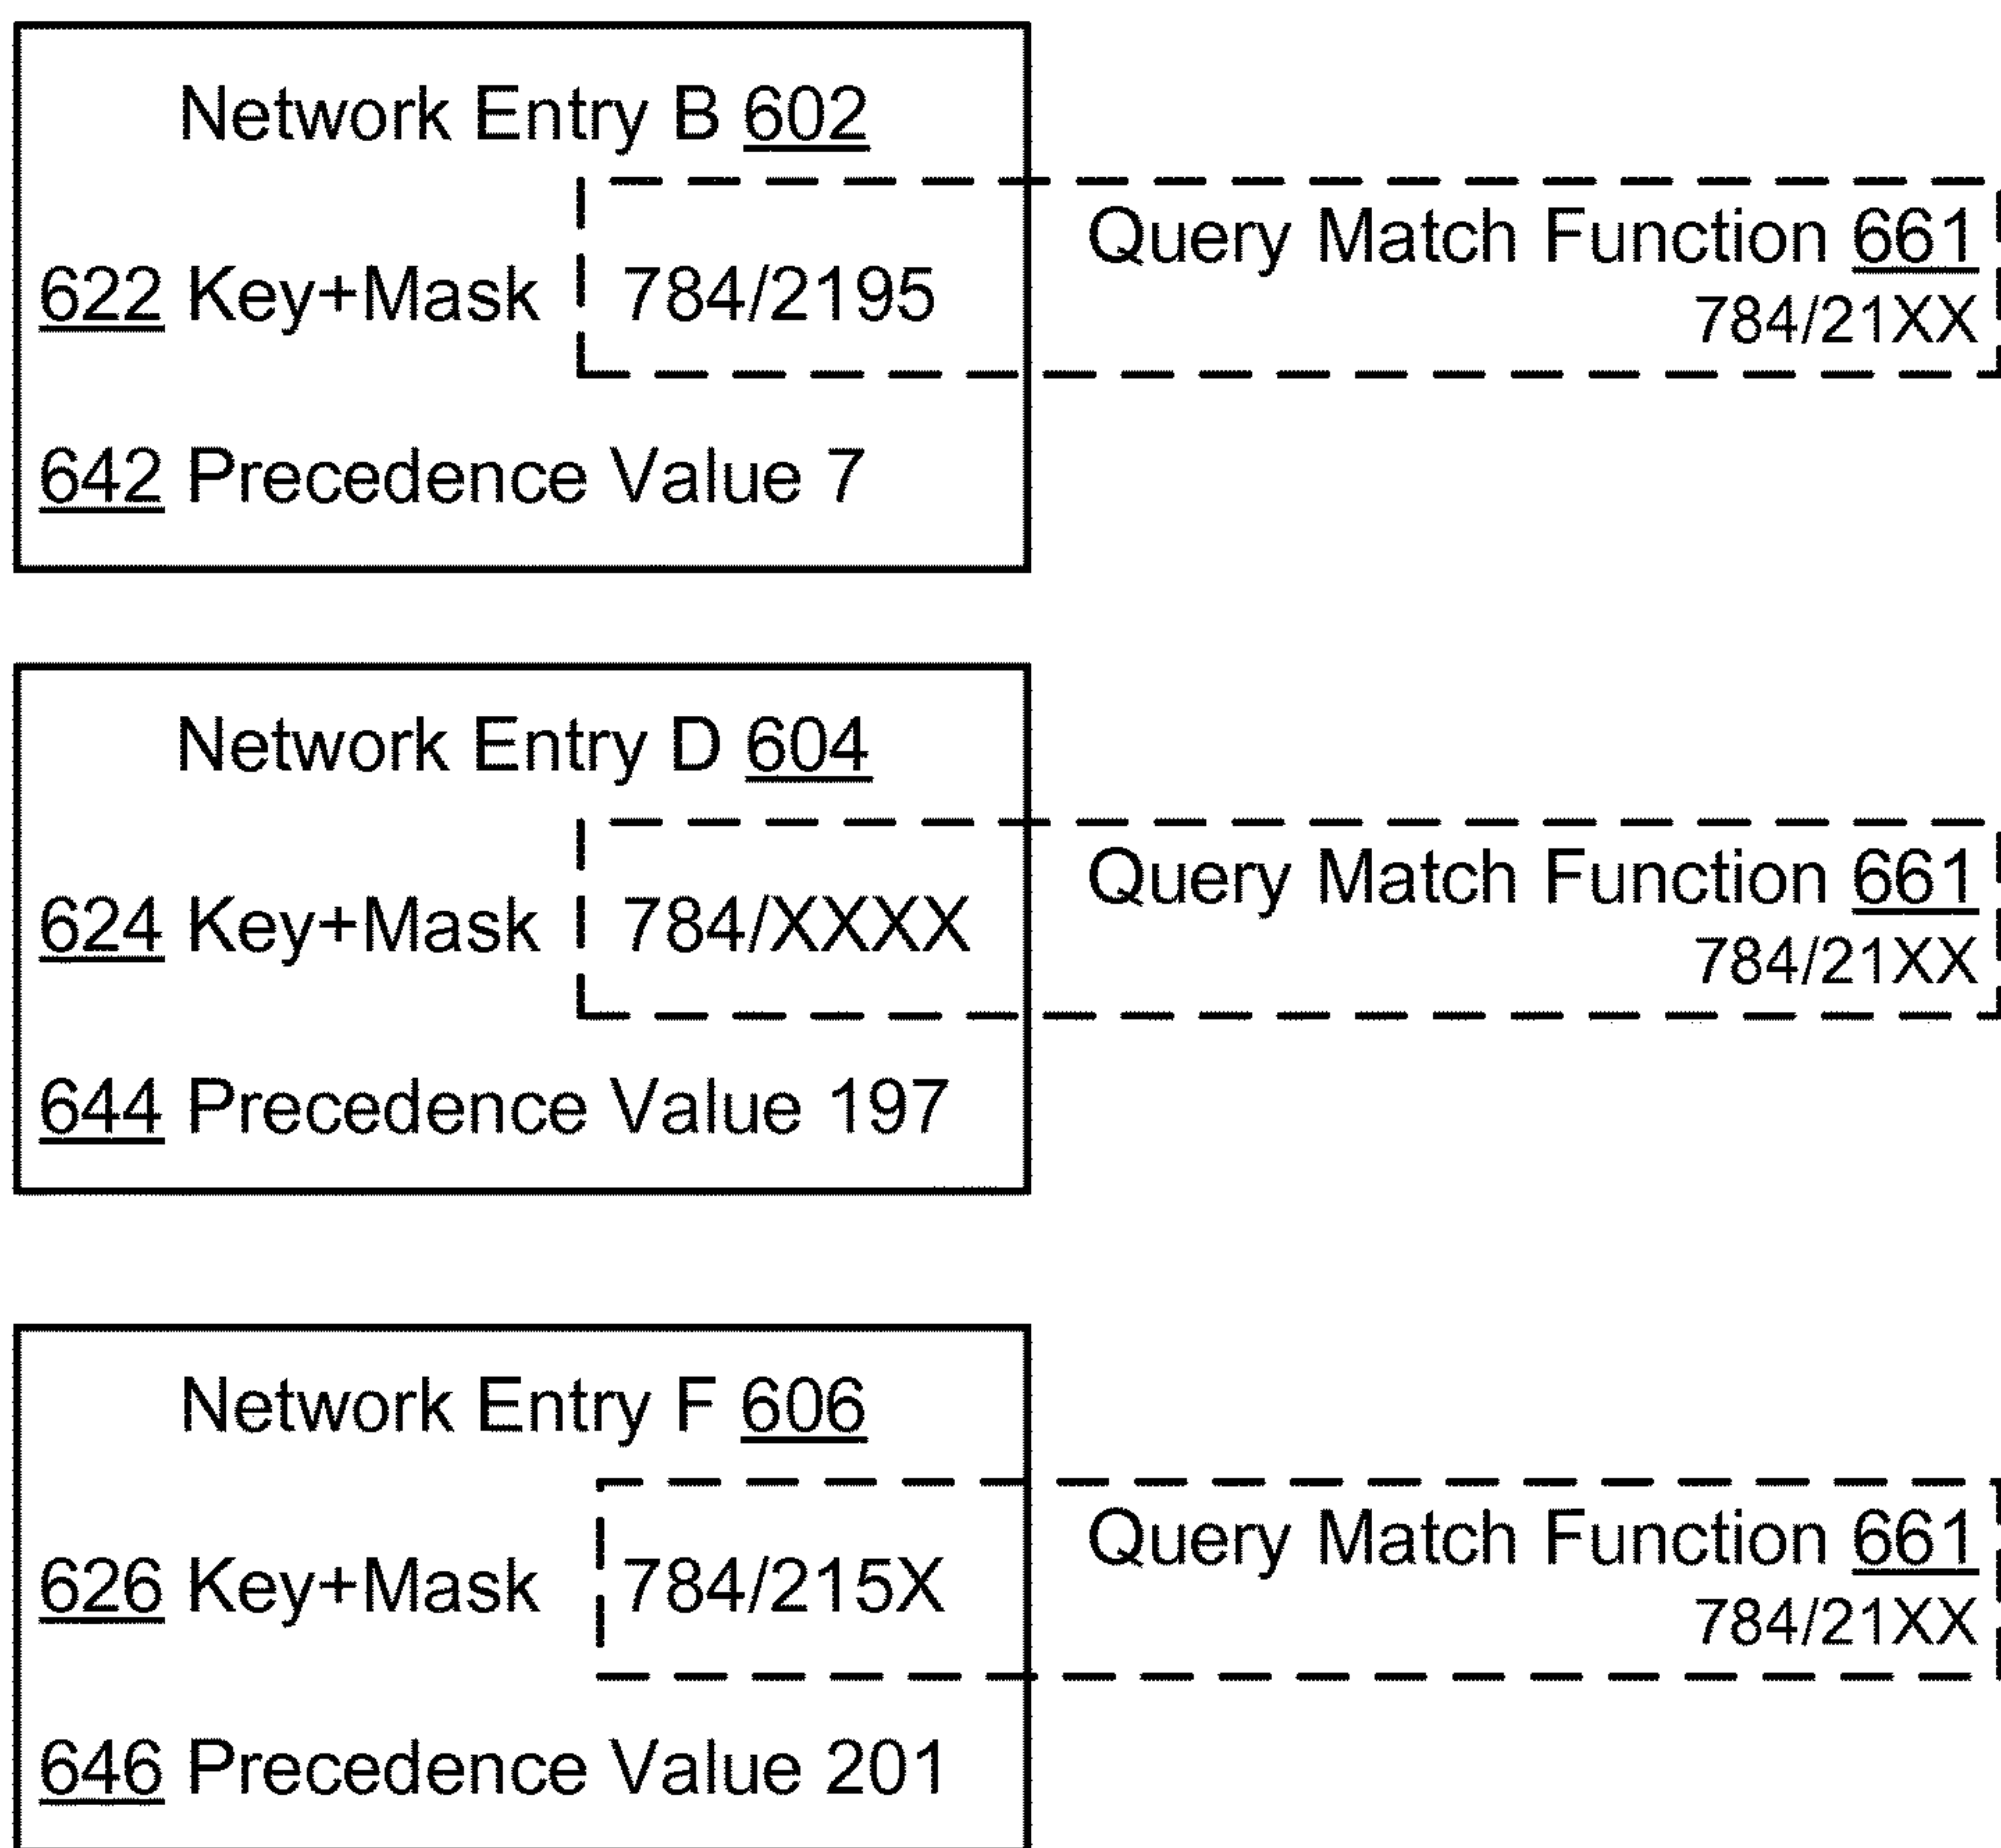 Network Entry B 602
Query Match Function 661
622 Key+Mask 784/2195
784/21XX
642 Precedence Value 7
Network Entry D 604
Query Match Function 661
624 Key+Mask 784/XXXX
784/21XX
644 Precedence Value 197
Network Entry F 606
Query Match Function 661
626 Key+Mask 784/215X
784/21XX
646 Precedence Value 201